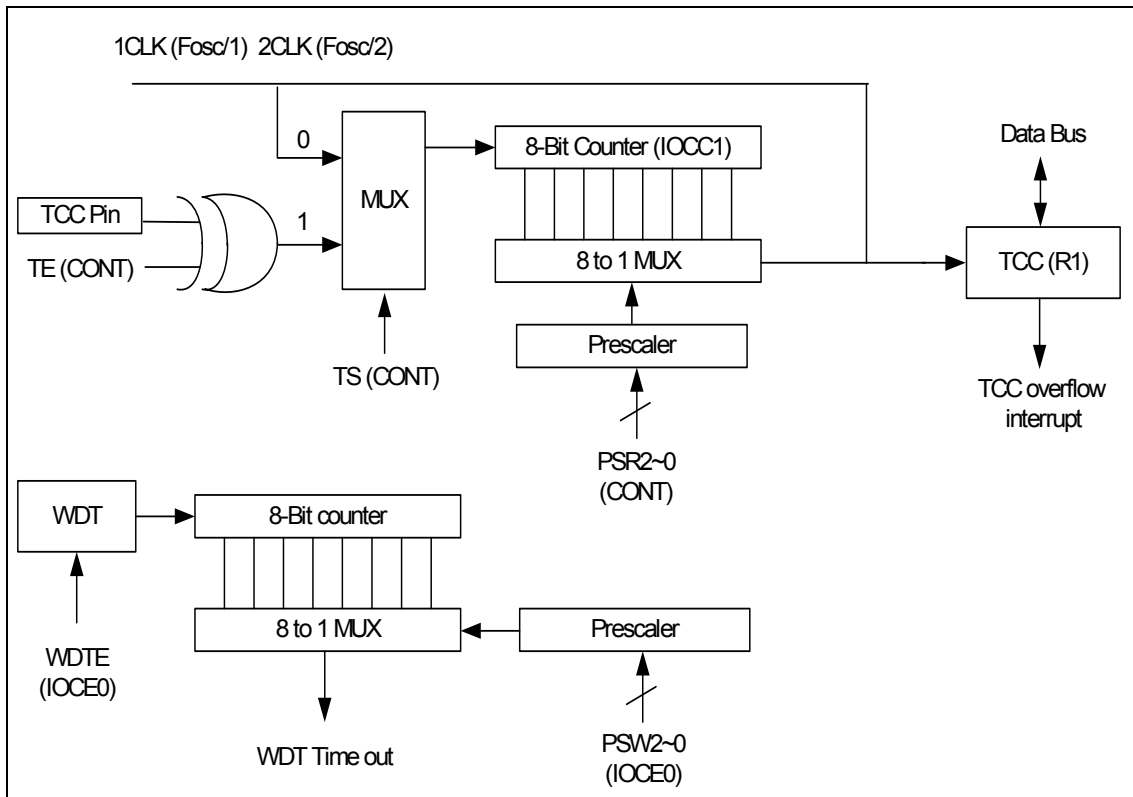 1CLK (Fosc/1) 2CLK (Fosc/2)
0
8-Bit Counter (IOCC1)
Data Bus
MUX
TCC Pin
1
TE (CONT)
8 to 1 MUX
TCC (R1)
Prescaler
TS (CONT)
TCC overflow
interrupt
PSR2~0
(CONT)
WDT
8-Bit counter
8 to 1 MUX
Prescaler
WDTE
(IOCE0)
WDT Time out
PSW2~0
(IOCE0)